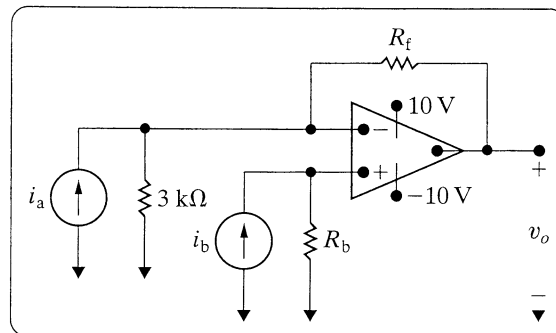 R_f
10 V
−
+
−10 V
i_a
3 kΩ
i_b
R_b
+
v_o
−